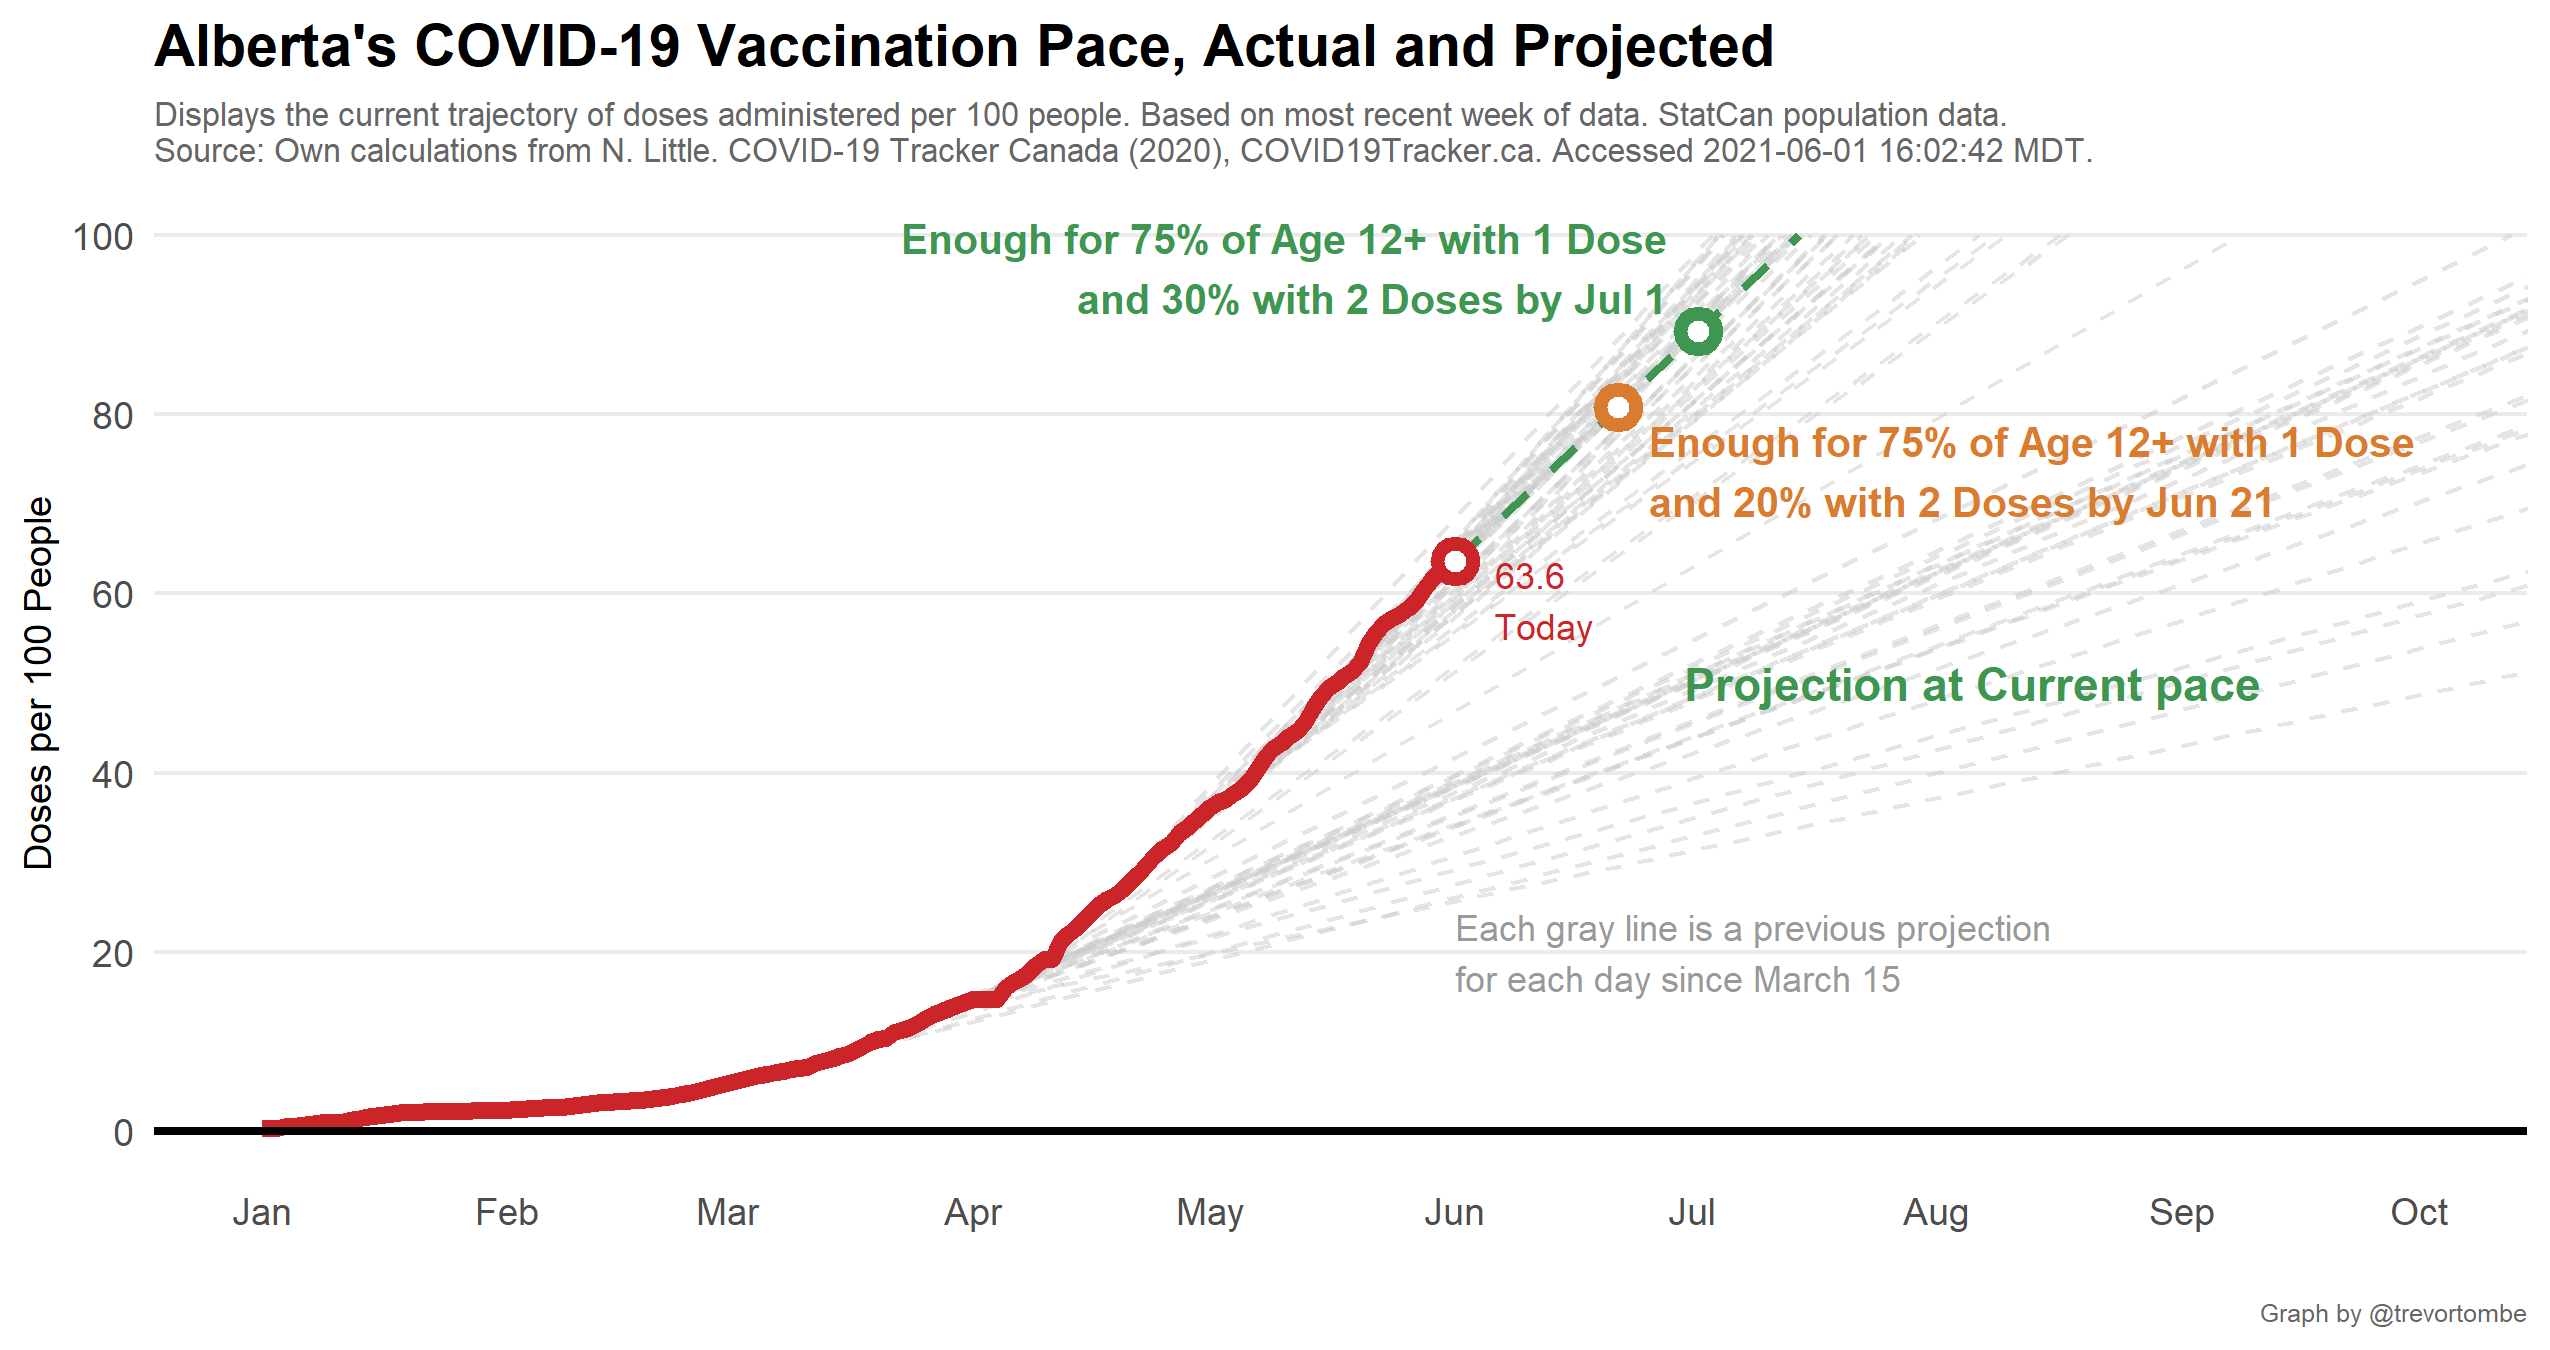 Alberta's COVID-19 Vaccination Pace, Actual and Projected
Displays the current trajectory of doses administered per 100 people. Based on most recent week of data. StatCan population data.
Source: Own calculations from N. Little. COVID-19 Tracker Canada (2020), COVID19Tracker.ca. Accessed 2021-06-01 16:02:42 MDT.
100
80
60
40
20
0
Doses per 100 People
Enough for 75% of Age 12+ with 1 Dose
and 30% with 2 Doses by Jul 1
Enough for 75% of Age 12+ with 1 Dose
and 20% with 2 Doses by Jun 21
63.6
Today
Projection at Current pace
Each gray line is a previous projection
for each day since March 15
Jan Feb Mar Apr May Jun Jul Aug Sep Oct
Graph by @trevortombe